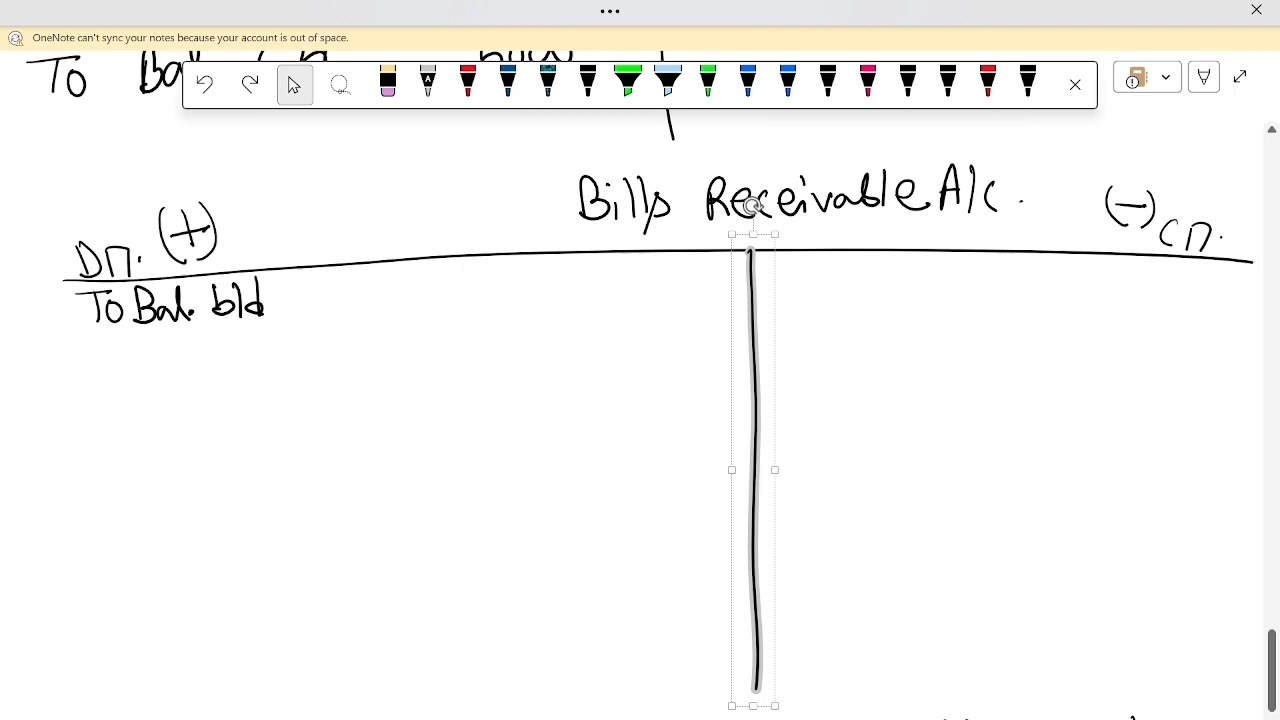 OneNote can't sync your notes because your account is out of space.
To Bal
Bills Receivable A/c.
Dr. (+)
(-) Cr.
To Bal. b/d